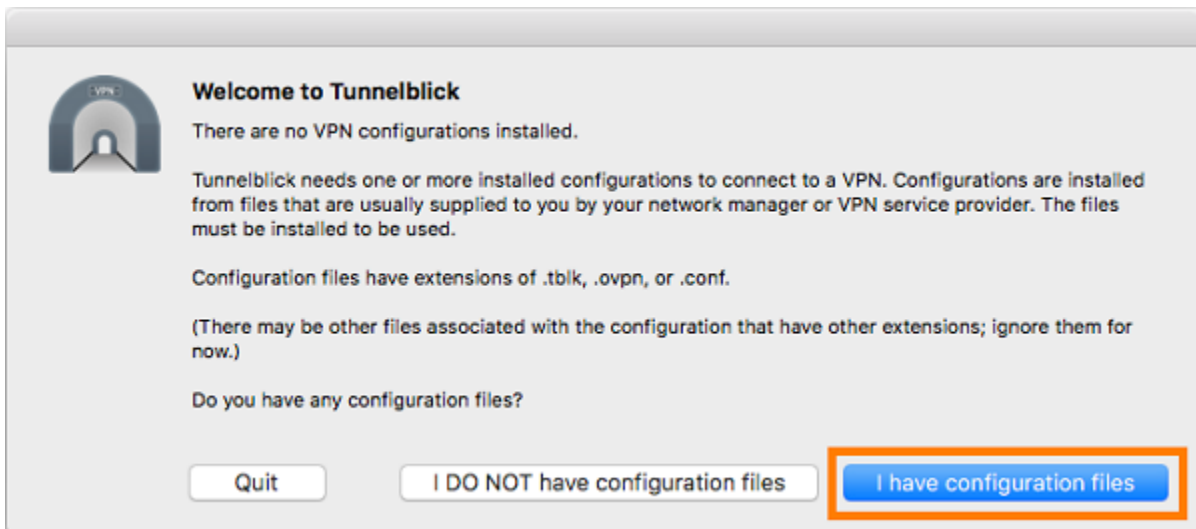 VPN
Welcome to Tunnelblick
There are no VPN configurations installed.
Tunnelblick needs one or more installed configurations to connect to a VPN. Configurations are installed
from files that are usually supplied to you by your network manager or VPN service provider. The files
must be installed to be used.
Configuration files have extensions of .tblk, .ovpn, or .conf.
(There may be other files associated with the configuration that have other extensions; ignore them for
now.)
Do you have any configuration files?
Quit
I DO NOT have configuration files
I have configuration files